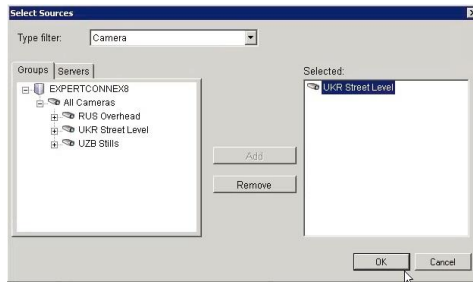 Select Sources
Type filter: Camera
Groups Servers
Selected:
EXPERTCONNEX8
All Cameras
RUS Overhead
UKR Street Level
UZB Stills
UKR Street Level
Add
Remove
OK Cancel